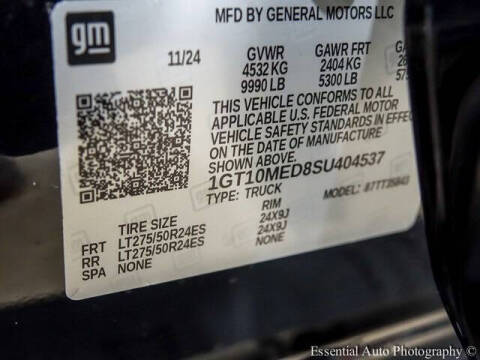 MFD BY GENERAL MOTORS LLC
gm
11/24 GVWR GAWR FRT
4532 KG 2404 KG
9990 LB 5300 LB
THIS VEHICLE CONFORMS TO ALL
APPLICABLE U.S. FEDERAL MOTOR
VEHICLE SAFETY STANDARDS IN EFFE
ON THE DATE OF MANUFACTURE
SHOWN ABOVE.
1GT10MED8SU404537
TYPE: TRUCK MODEL:
TIRE SIZE RIM
FRT LT275/50R24ES 24X9J
RR LT275/50R24ES 24X9J
SPA NONE NONE
Essential Auto Photography ©